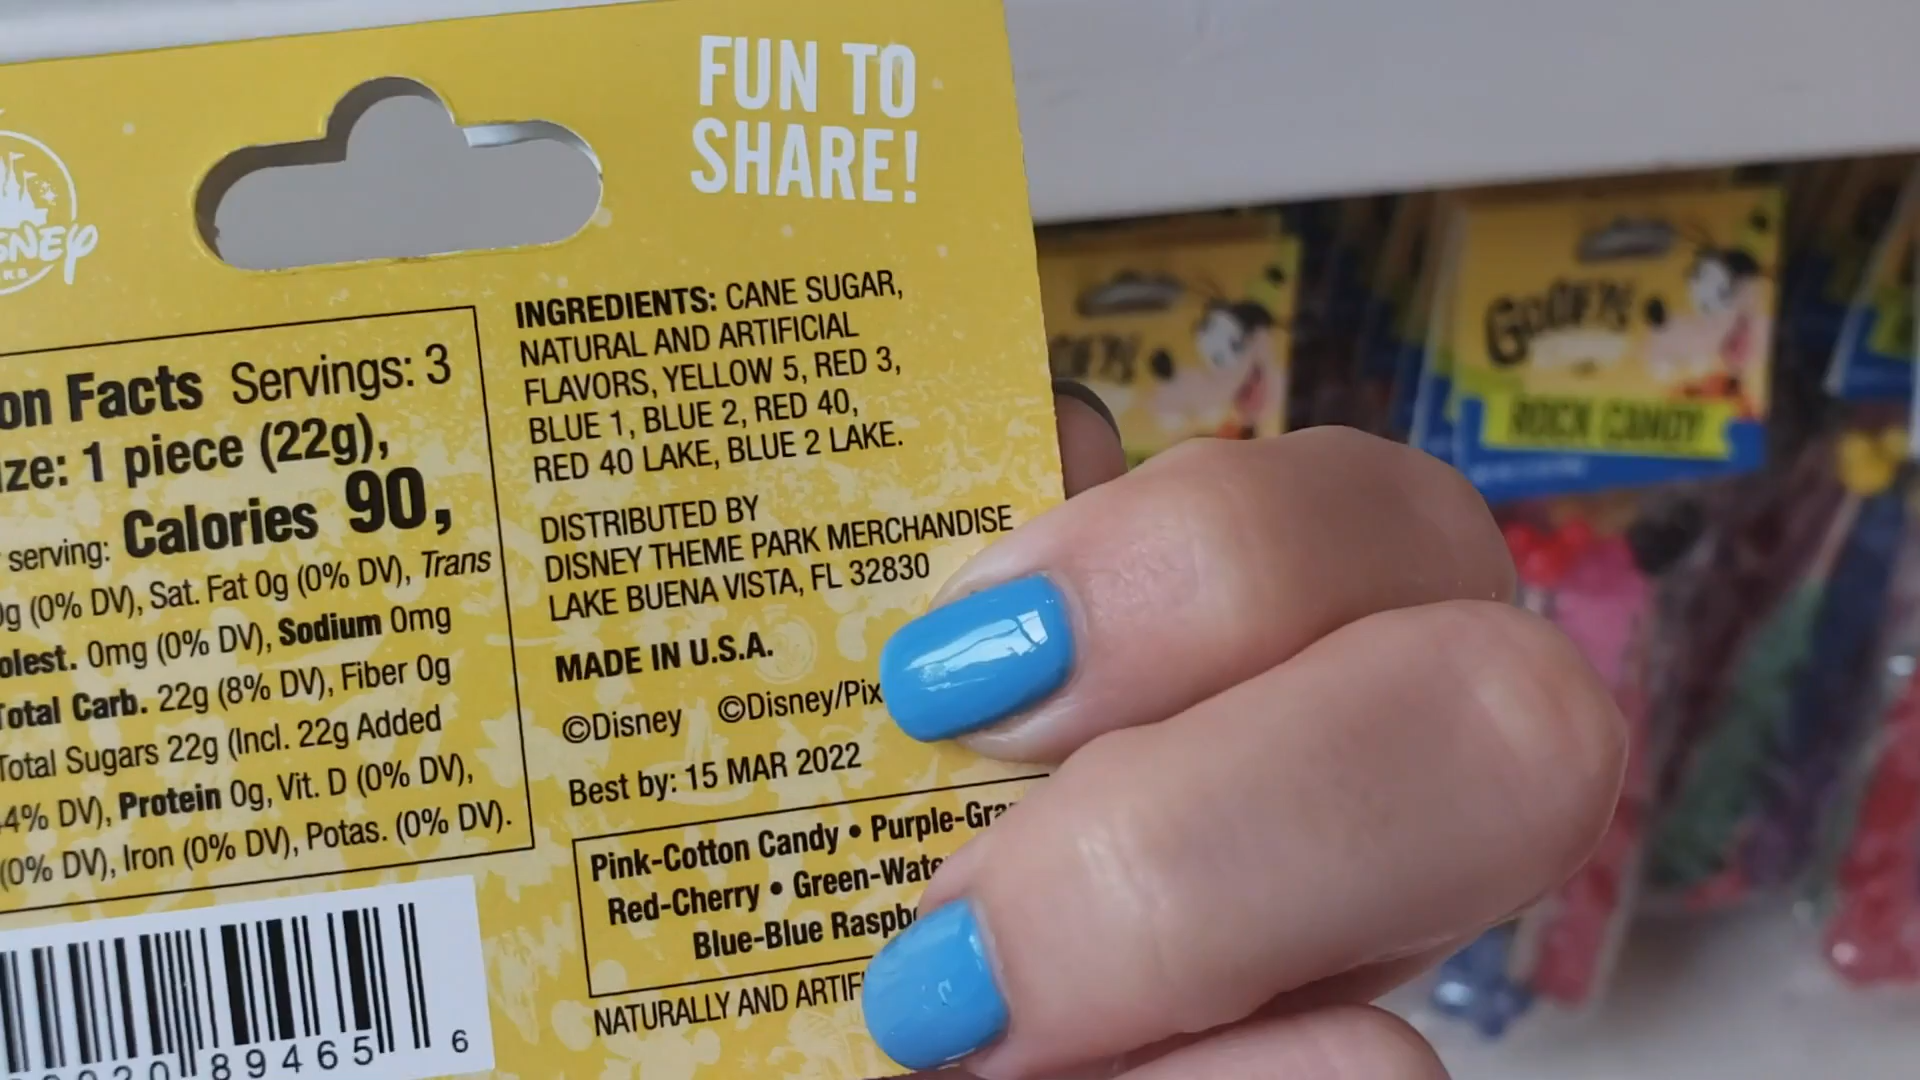 FUN TO
SHARE!
INGREDIENTS: CANE SUGAR,
NATURAL AND ARTIFICIAL
FLAVORS, YELLOW 5, RED 3,
BLUE 1, BLUE 2, RED 40,
RED 40 LAKE, BLUE 2 LAKE.
DISTRIBUTED BY
DISNEY THEME PARK MERCHANDISE
LAKE BUENA VISTA, FL 32830
MADE IN U.S.A.
©Disney ©Disney/Pix
Best by: 15 MAR 2022
Pink-Cotton Candy • Purple-Gra
Red-Cherry • Green-Wate
Blue-Blue Raspb
NATURALLY AND ARTIF
on Facts Servings: 3
ze: 1 piece (22g),
serving: Calories 90,
0g (0% DV), Sat. Fat 0g (0% DV), Trans
olest. 0mg (0% DV), Sodium 0mg
Total Carb. 22g (8% DV), Fiber 0g
Total Sugars 22g (Incl. 22g Added
4% DV), Protein 0g, Vit. D (0% DV),
(0% DV), Iron (0% DV), Potas. (0% DV).
89465 6
SNEY
GOOFY'S
ROCK CANDY